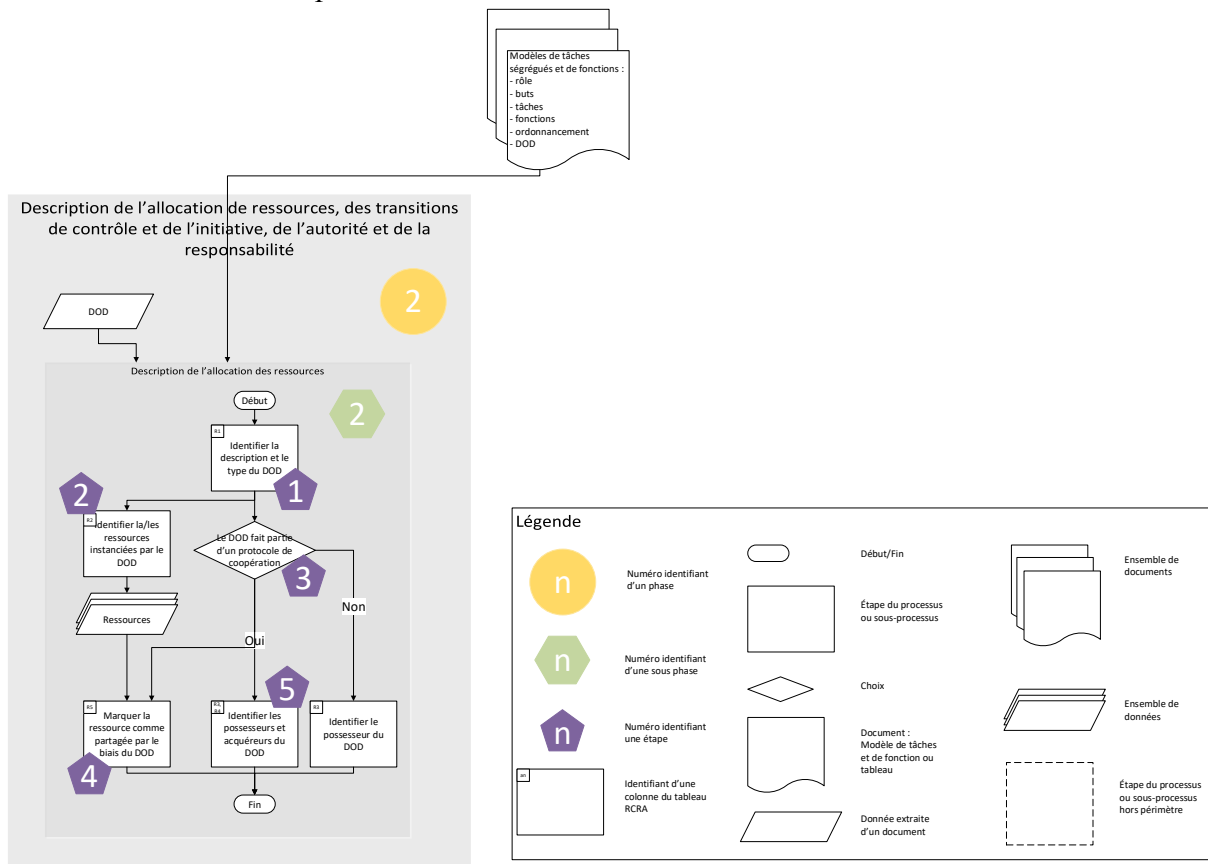 Modèles de tâches
ségrégués et de fonctions :
- rôle
- buts
- tâches
- fonctions
- ordonnancement
- DOD
Description de l'allocation de ressources, des transitions
de contrôle et de l'initiative, de l'autorité et de la
responsabilité
2
DOD
Description de l'allocation des ressources
Début
2
R1
Identifier la
description et le
type du DOD
1
2
R2
Identifier la/les
ressources
instanciées par le
DOD
Le DOD fait partie
d'un protocole de
coopération
3
Ressources
Non
Oui
5
R5
Marquer la
ressource comme
partagée par le
biais du DOD
4
R3,
R4
Identifier les
possesseurs et
acquéreurs du
DOD
R3
Identifier le
possesseur du
DOD
Fin
Légende
n
Numéro identifiant
d'un phase
n
Numéro identifiant
d'une sous phase
n
Numéro identifiant
une étape
an
Identifiant d'une
colonne du tableau
RCRA
Début/Fin
Étape du processus
ou sous-processus
Choix
Document :
Modèle de tâches
et de fonction ou
tableau
Donnée extraite
d'un document
Ensemble de
documents
Ensemble de
données
Étape du processus
ou sous-processus
hors périmètre